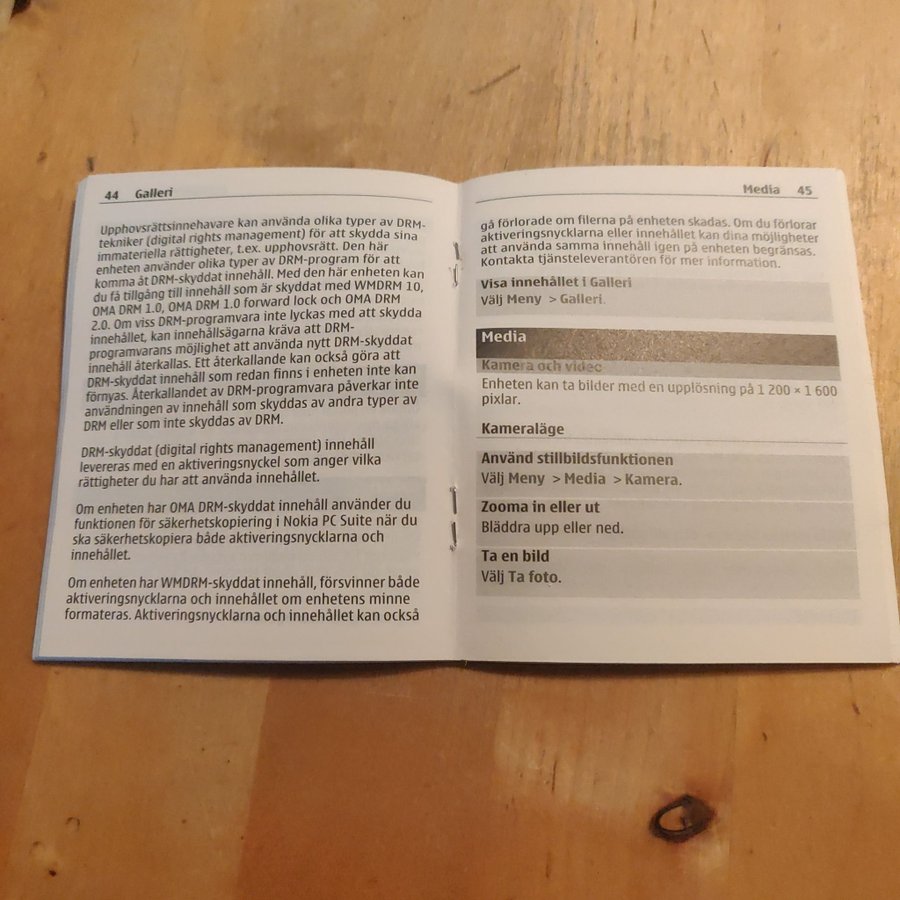 44 Galleri
Upphovsrättsinnehavare kan använda olika typer av DRM-
tekniker (digital rights management) för att skydda sina
immateriella rättigheter, t.ex. upphovsrätt. Den här
enheten använder olika typer av DRM-program för att
komma åt DRM-skyddat innehåll. Med den här enheten kan
du få tillgång till innehåll som är skyddat med WMDRM 10,
OMA DRM 1.0, OMA DRM 1.0 forward lock och OMA DRM
2.0. Om viss DRM-programvara inte lyckas med att skydda
innehållet, kan innehållsägarna kräva att DRM-
programvarans möjlighet att använda nytt DRM-skyddat
innehåll återkallas. Ett återkallande kan också göra att
DRM-skyddat innehåll som redan finns i enheten inte kan
förnyas. Återkallandet av DRM-programvara påverkar inte
användningen av innehåll som skyddas av andra typer av
DRM eller som inte skyddas av DRM.
DRM-skyddat (digital rights management) innehåll
levereras med en aktiveringsnyckel som anger vilka
rättigheter du har att använda innehållet.
Om enheten har OMA DRM-skyddat innehåll använder du
funktionen för säkerhetskopiering i Nokia PC Suite när du
ska säkerhetskopiera både aktiveringsnycklarna och
innehållet.
Om enheten har WMDRM-skyddat innehåll, försvinner både
aktiveringsnycklarna och innehållet om enhetens minne
formateras. Aktiveringsnycklarna och innehållet kan också
Media 45
gå förlorade om filerna på enheten skadas. Om du förlorar
aktiveringsnycklarna eller innehållet kan dina möjligheter
att använda samma innehåll igen på enheten begränsas.
Kontakta tjänsteleverantören för mer information.
Visa innehållet i Galleri
Välj Meny > Galleri.
Media
Kamera och video
Enheten kan ta bilder med en upplösning på 1 200 × 1 600
pixlar.
Kameraläge
Använd stillbildsfunktionen
Välj Meny > Media > Kamera.
Zooma in eller ut
Bläddra upp eller ned.
Ta en bild
Välj Ta foto.